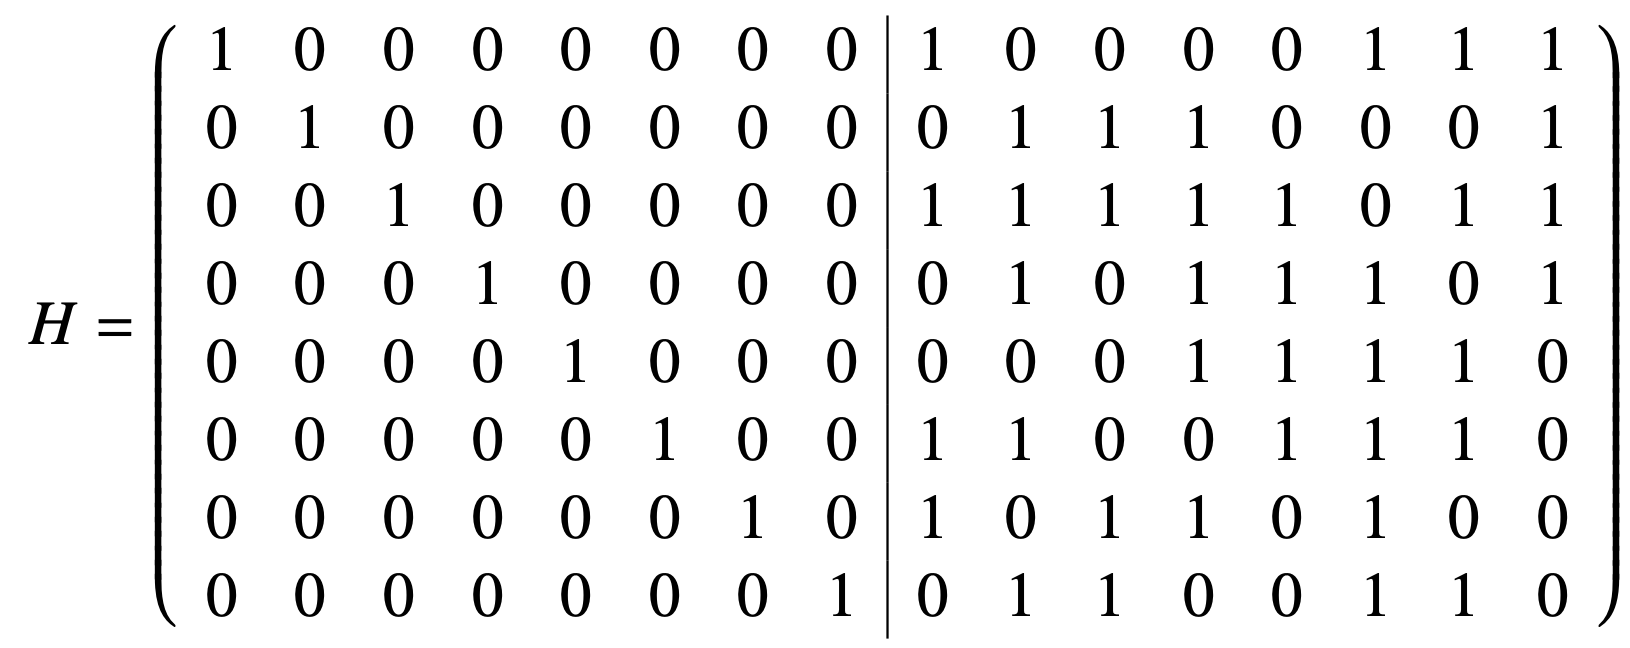 1 0 0 0 0 0 0 0 1 0 0 0 0 1 1 1
0 1 0 0 0 0 0 0 0 1 1 1 0 0 0 1
0 0 1 0 0 0 0 0 1 1 1 1 1 0 1 1
0 0 0 1 0 0 0 0 0 1 0 1 1 1 0 1
H =
0 0 0 0 1 0 0 0 0 0 0 1 1 1 1 0
0 0 0 0 0 1 0 0 1 1 0 0 1 1 1 0
0 0 0 0 0 0 1 0 1 0 1 1 0 1 0 0
0 0 0 0 0 0 0 1 0 1 1 0 0 1 1 0